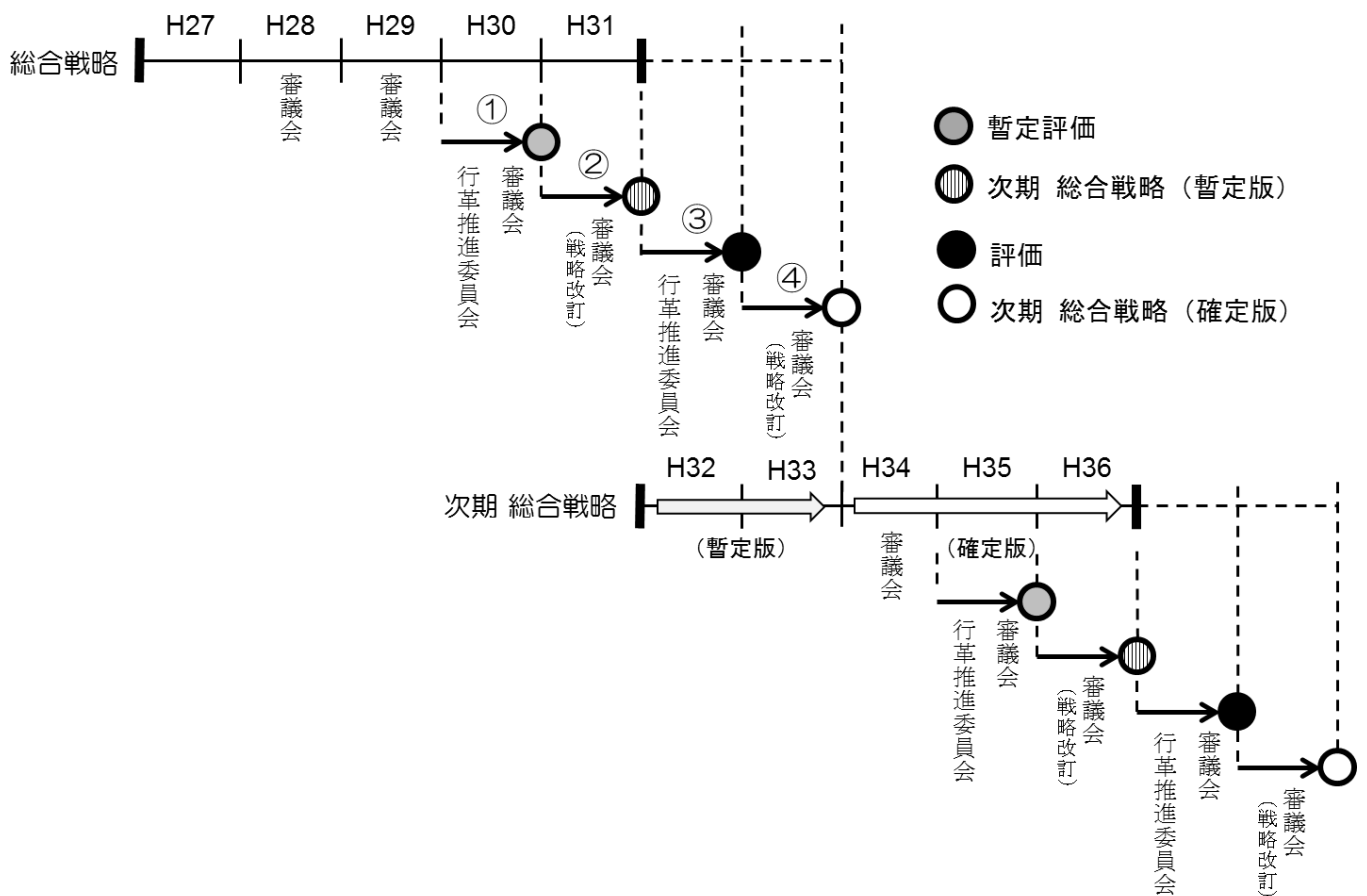 H27 H28 H29 H30 H31
総合戦略
審議会
審議会
①
行革推進委員会
審議会
②
審議会
(戦略改訂)
③
行革推進委員会
審議会
④
審議会
(戦略改訂)
暫定評価
次期 総合戦略（暫定版）
評価
次期 総合戦略（確定版）
H32 H33 H34 H35 H36
次期 総合戦略
（暫定版）
審議会
（確定版）
行革推進委員会
審議会
審議会
(戦略改訂)
行革推進委員会
審議会
審議会
(戦略改訂)